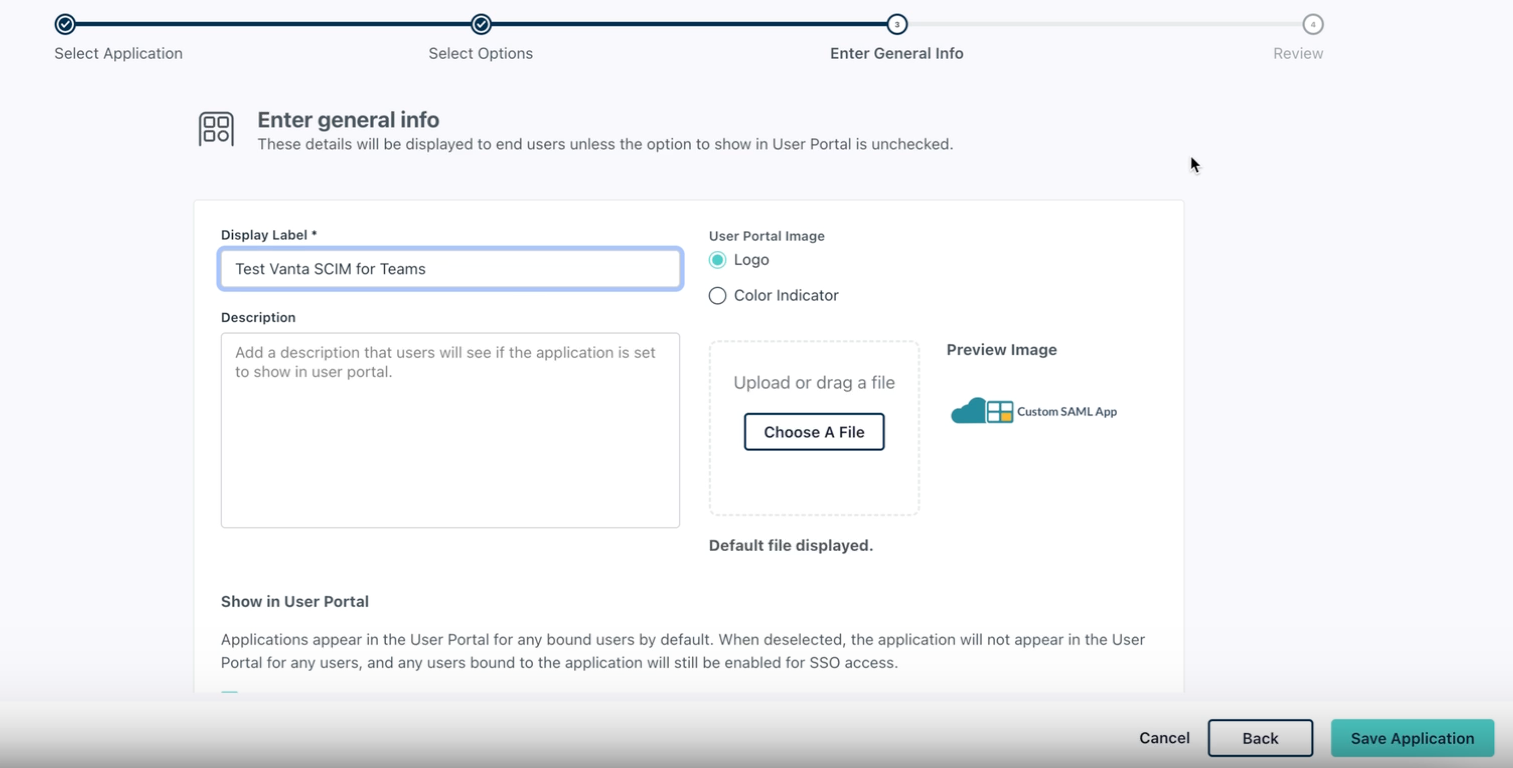 3
4
Select Application
Select Options
Enter General Info
Review
Enter general info
These details will be displayed to end users unless the option to show in User Portal is unchecked.
Display Label *
Test Vanta SCIM for Teams
Description
Add a description that users will see if the application is set
to show in user portal.
User Portal Image
Logo
Color Indicator
Upload or drag a file
Choose A File
Default file displayed.
Preview Image
Custom SAML App
Show in User Portal
Applications appear in the User Portal for any bound users by default. When deselected, the application will not appear in the User
Portal for any users, and any users bound to the application will still be enabled for SSO access.
Cancel
Back
Save Application